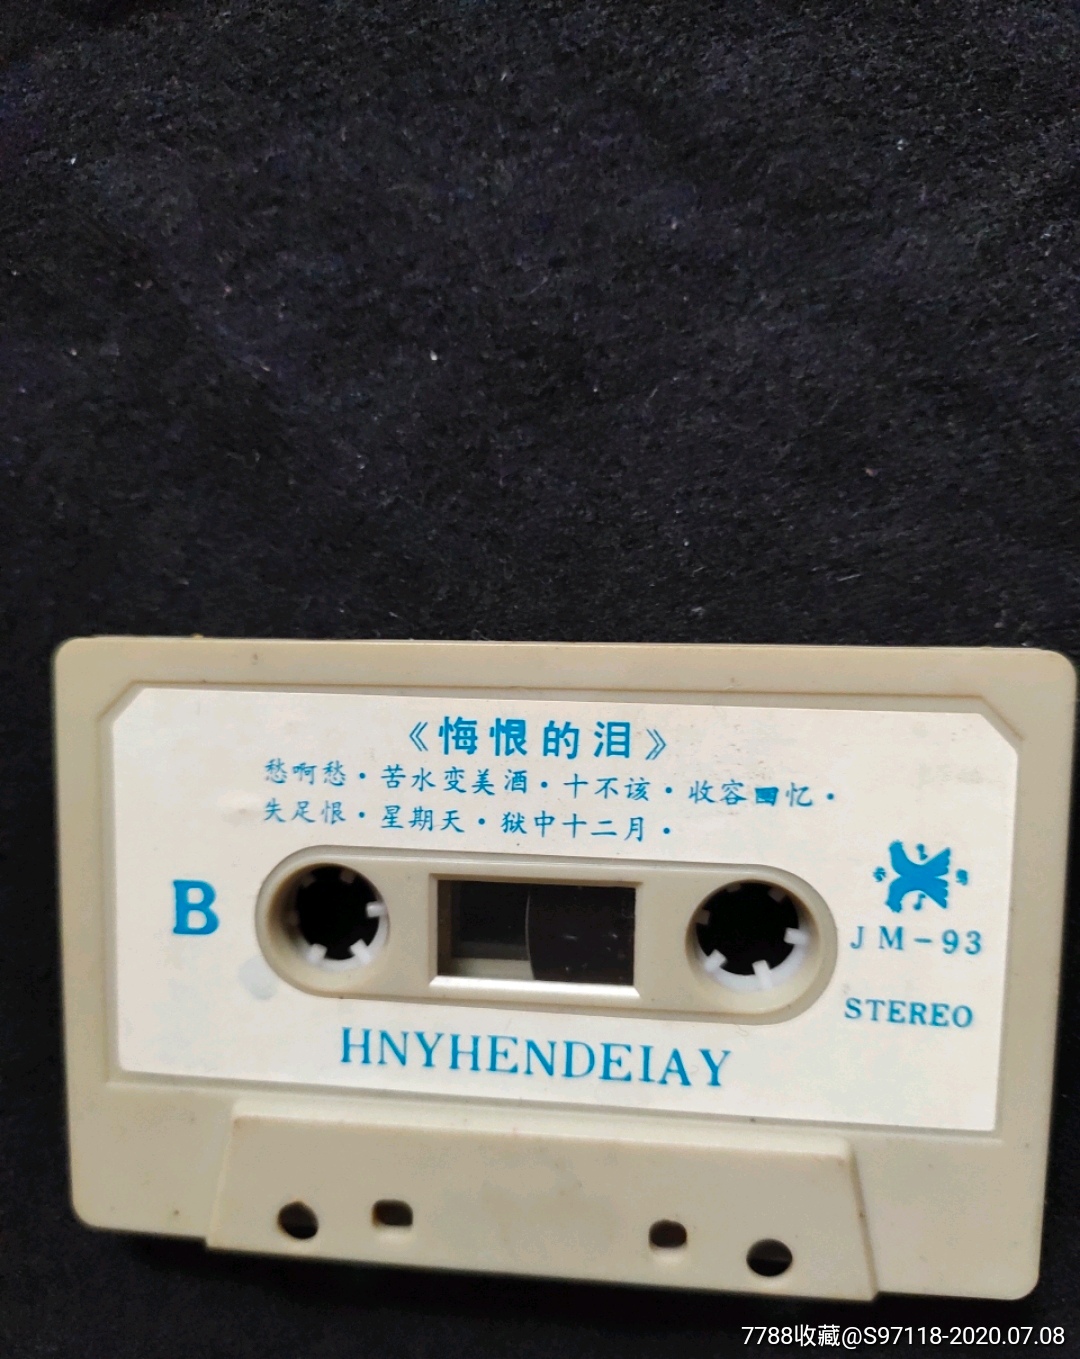 《悔恨的泪》
愁啊愁・苦水变美酒・十不该・收容回忆・
失足恨・星期天・狱中十二月・
B
JM-93
STEREO
HNYHENDEIAY
7788收藏@S97118-2020.07.08